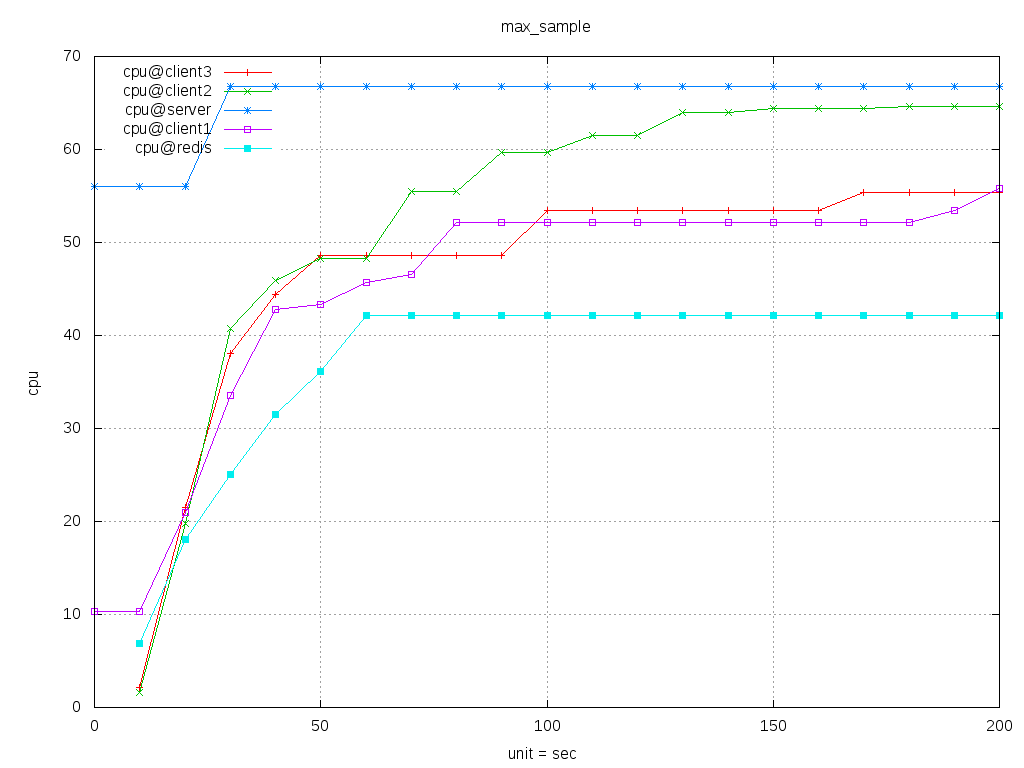 max_sample
70
60
50
40
30
20
10
0
cpu
cpu@client3
cpu@client2
cpu@server
cpu@client1
cpu@redis
0 50 100 150 200
unit = sec